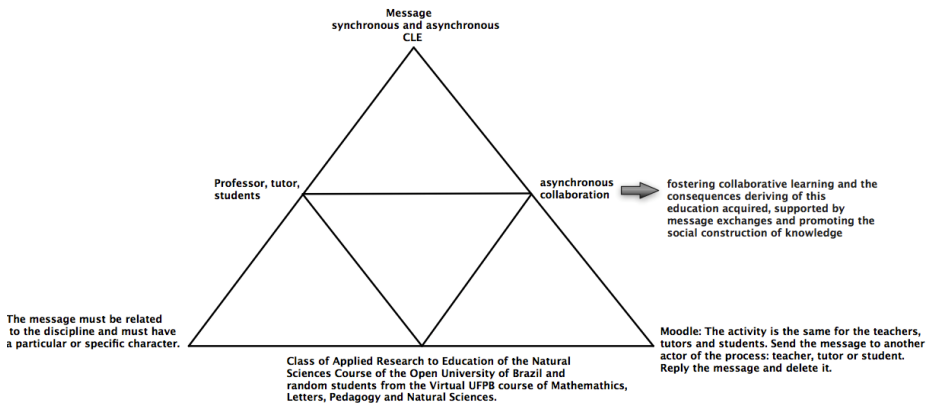 Message
synchronous and asynchronous
CLE
Professor, tutor,
students
asynchronous
collaboration
fostering collaborative learning and the
consequences deriving of this
education acquired, supported by
message exchanges and promoting the
social construction of knowledge
The message must be related
to the discipline and must have
a particular or specific character.
Class of Applied Research to Education of the Natural
Sciences Course of the Open University of Brazil and
random students from the Virtual UFPB course of Mathemathics,
Letters, Pedagogy and Natural Sciences.
Moodle: The activity is the same for the teachers,
tutors and students. Send the message to another
actor of the process: teacher, tutor or student.
Reply the message and delete it.